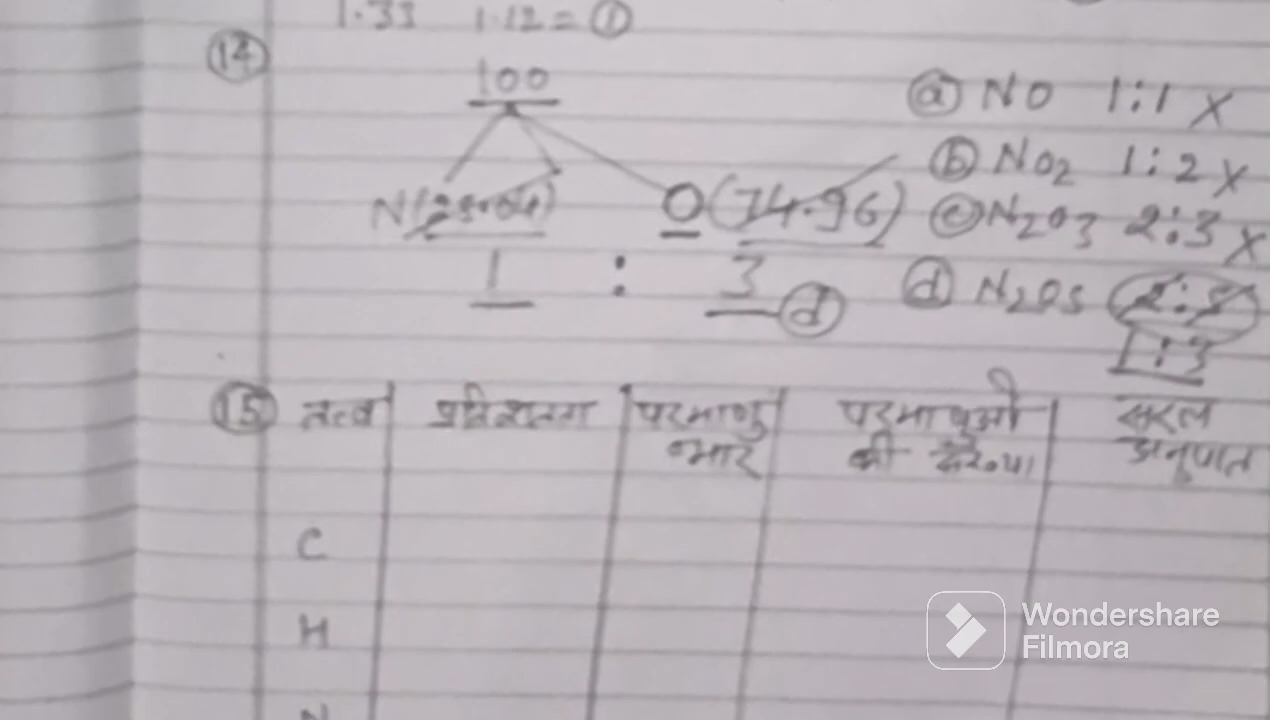 1.33 1.12 = ①
⑭
100
N(25.04) O(74.96)
1 : 3 ⓓ
ⓐ NO 1:1 X
ⓑ NO₂ 1:2 X
ⓒ N₂O₃ 2:3 X
ⓓ N₂O₅ 2:5
1:3
⑮ तत्व प्रतिशतता परमाणु भार परमाणुओ की संख्या सरल अनुपात
C
H
N
Wondershare
Filmora